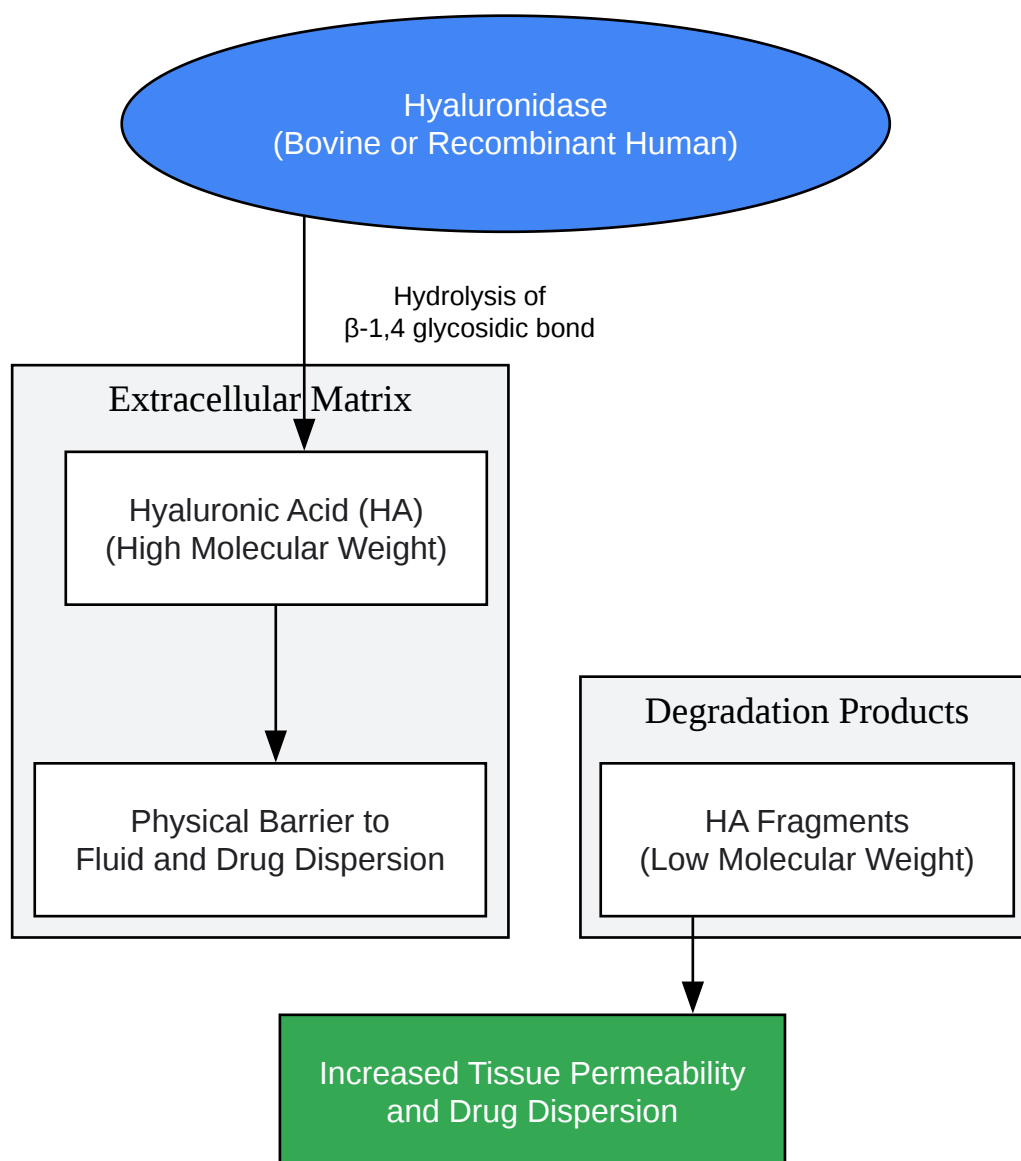 Hyaluronidase
(Bovine or Recombinant Human)
Hydrolysis of
β-1,4 glycosidic bond
Extracellular Matrix
Hyaluronic Acid (HA)
(High Molecular Weight)
Physical Barrier to
Fluid and Drug Dispersion
Degradation Products
HA Fragments
(Low Molecular Weight)
Increased Tissue Permeability
and Drug Dispersion